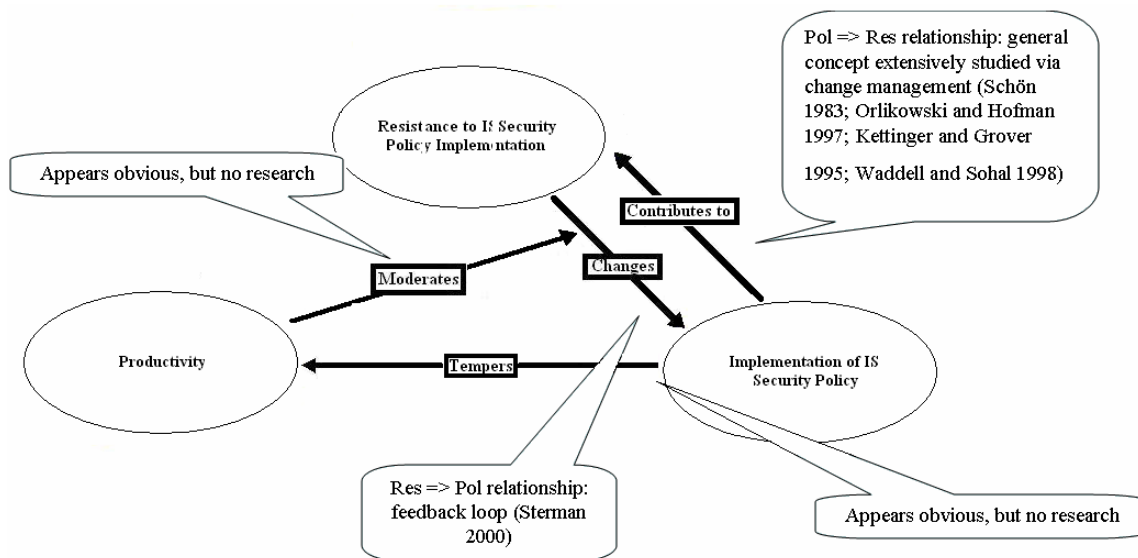 Pol => Res relationship: general
concept extensively studied via
change management (Schön
1983; Orlikowski and Hofman
1997; Kettinger and Grover
1995; Waddell and Sohal 1998)
Resistance to IS Security
Policy Implementation
Appears obvious, but no research
Contributes to
Changes
Moderates
Productivity
Tempers
Implementation of IS
Security Policy
Res => Pol relationship:
feedback loop (Sterman
2000)
Appears obvious, but no research